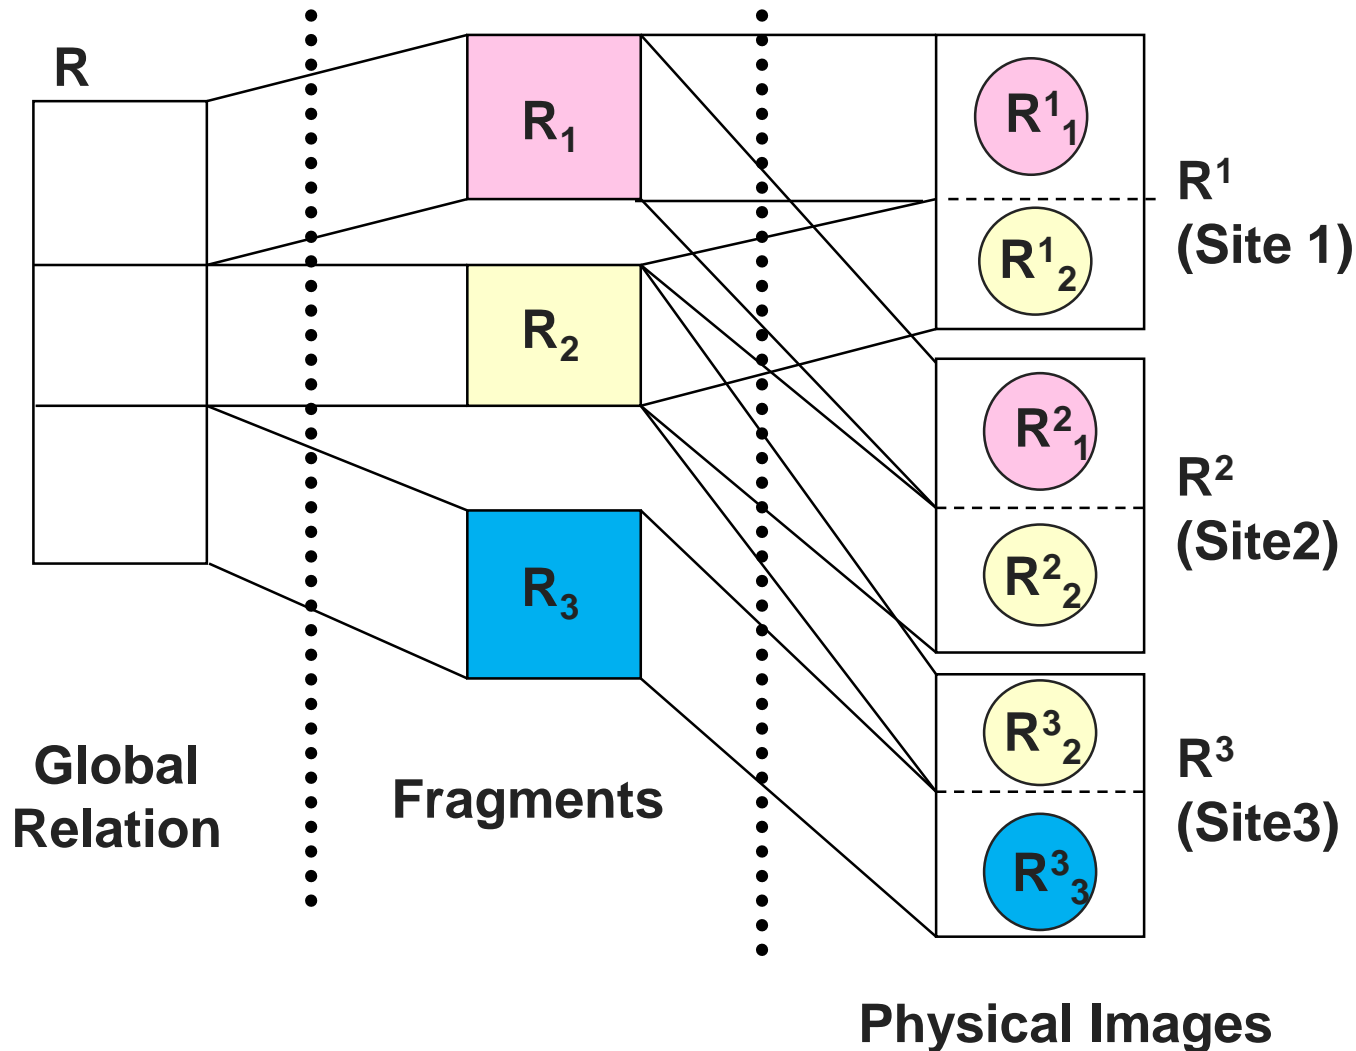 R
R₁
R₂
R₃
R¹₁
R¹₂
R¹
(Site 1)
R²₁
R²₂
R²
(Site2)
R³₂
R³₃
R³
(Site3)
Global
Relation
Fragments
Physical Images